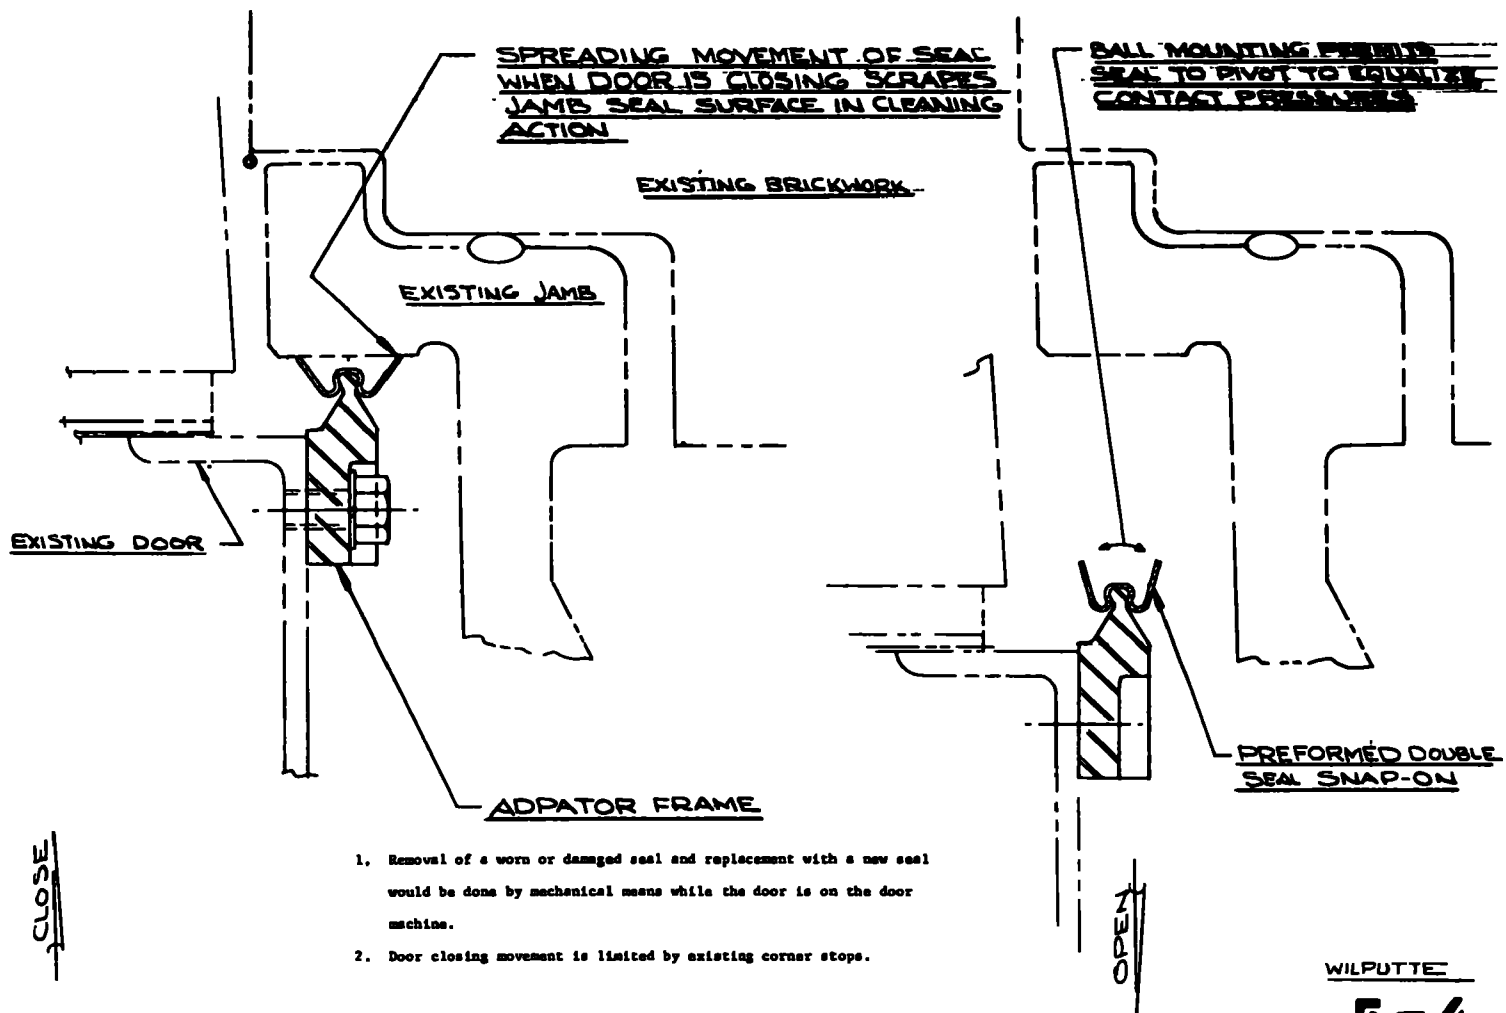 SPREADING MOVEMENT OF SEAL
WHEN DOOR IS CLOSING SCRAPES
JAMB SEAL SURFACE IN CLEANING
ACTION
BALL MOUNTING PERMITS
SEAL TO PIVOT TO EQUALIZE
CONTACT PRESSURES
EXISTING BRICKWORK
EXISTING JAMB
EXISTING DOOR
ADPATOR FRAME
PREFORMED DOUBLE
SEAL SNAP-ON
1. Removal of a worn or damaged seal and replacement with a new seal
would be done by mechanical means while the door is on the door
machine.
2. Door closing movement is limited by existing corner stops.
CLOSE
OPEN
WILPUTTE